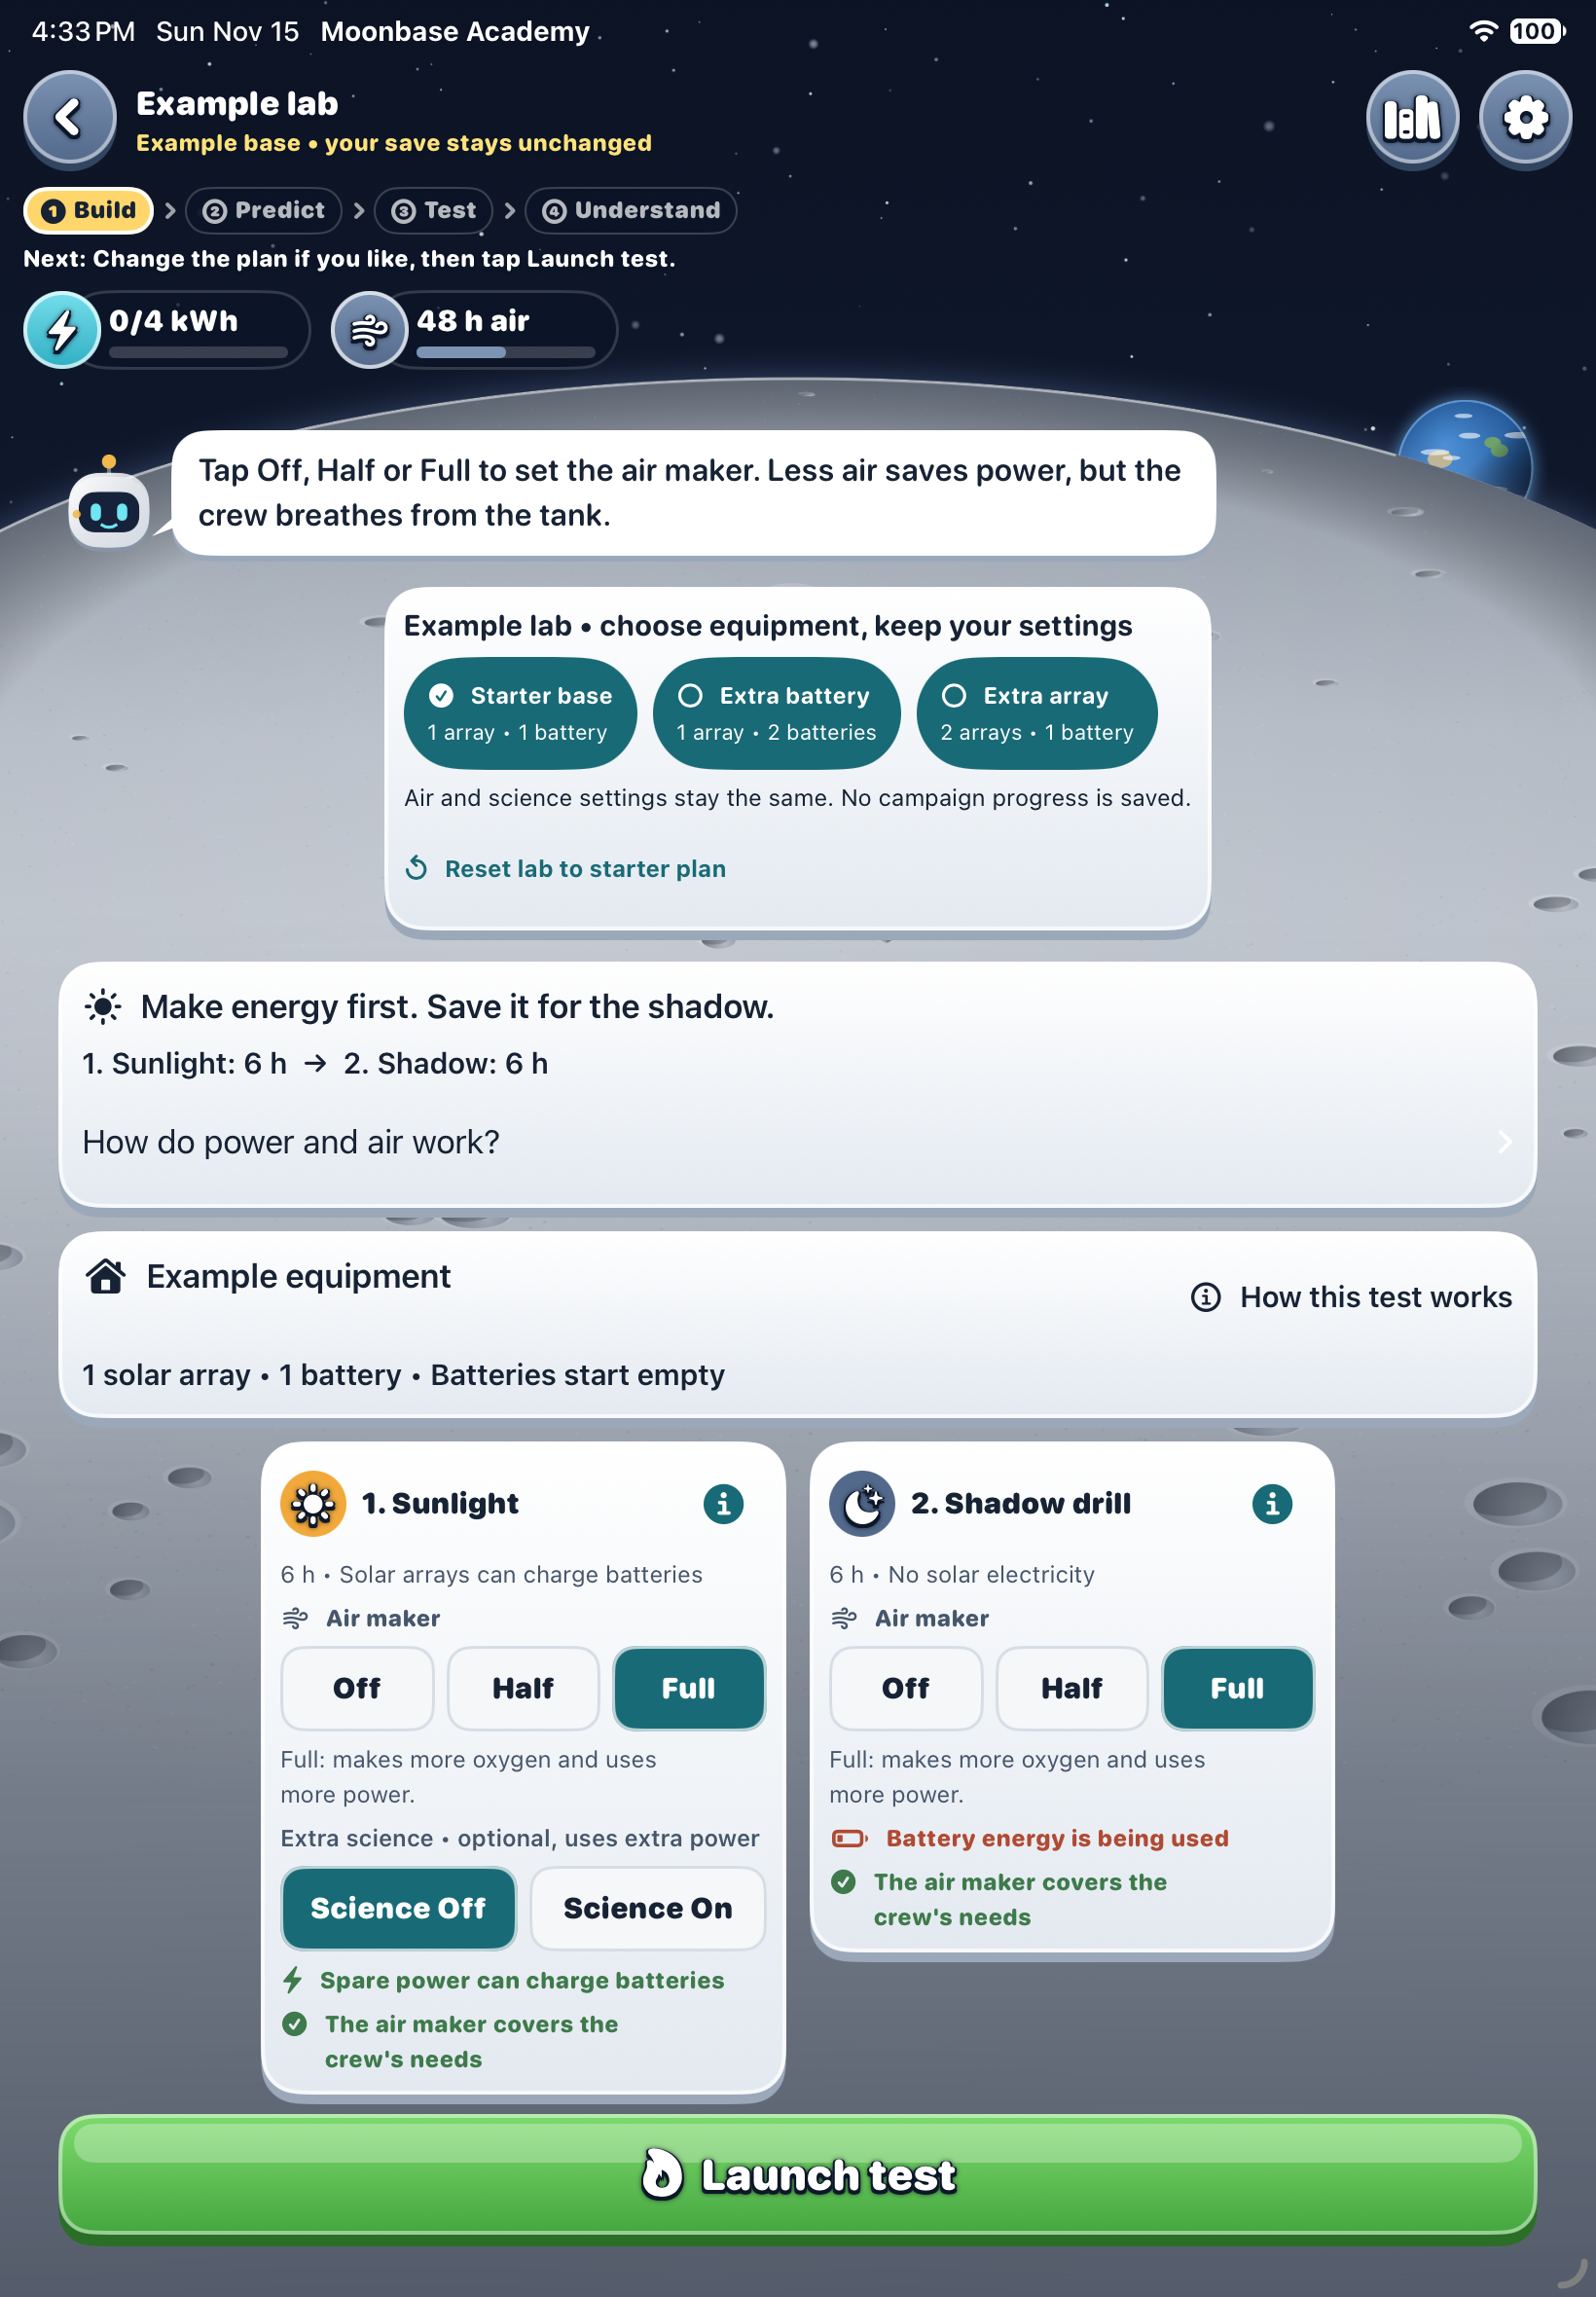 4:33 PM Sun Nov 15 Moonbase Academy
100
Example lab
Example base • your save stays unchanged
1 Build
2 Predict
3 Test
4 Understand
Next: Change the plan if you like, then tap Launch test.
0/4 kWh
48 h air
Tap Off, Half or Full to set the air maker. Less air saves power, but the
crew breathes from the tank.
Example lab • choose equipment, keep your settings
Starter base
1 array • 1 battery
Extra battery
1 array • 2 batteries
Extra array
2 arrays • 1 battery
Air and science settings stay the same. No campaign progress is saved.
Reset lab to starter plan
Make energy first. Save it for the shadow.
1. Sunlight: 6 h → 2. Shadow: 6 h
How do power and air work?
Example equipment
How this test works
1 solar array • 1 battery • Batteries start empty
1. Sunlight
6 h • Solar arrays can charge batteries
Air maker
Off
Half
Full
Full: makes more oxygen and uses
more power.
Extra science • optional, uses extra power
Science Off
Science On
Spare power can charge batteries
The air maker covers the
crew's needs
2. Shadow drill
6 h • No solar electricity
Air maker
Off
Half
Full
Full: makes more oxygen and uses
more power.
Battery energy is being used
The air maker covers the
crew's needs
Launch test